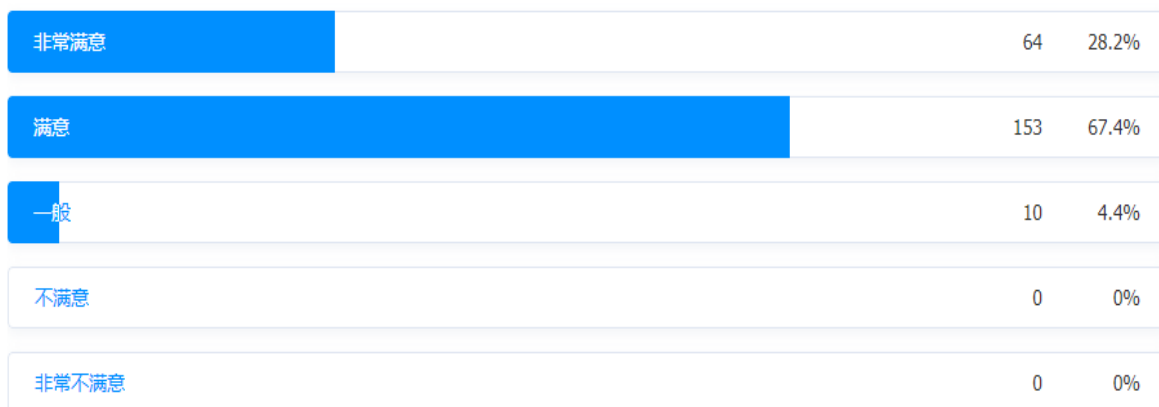 非常满意 64 28.2%
满意 153 67.4%
一般 10 4.4%
不满意 0 0%
非常不满意 0 0%